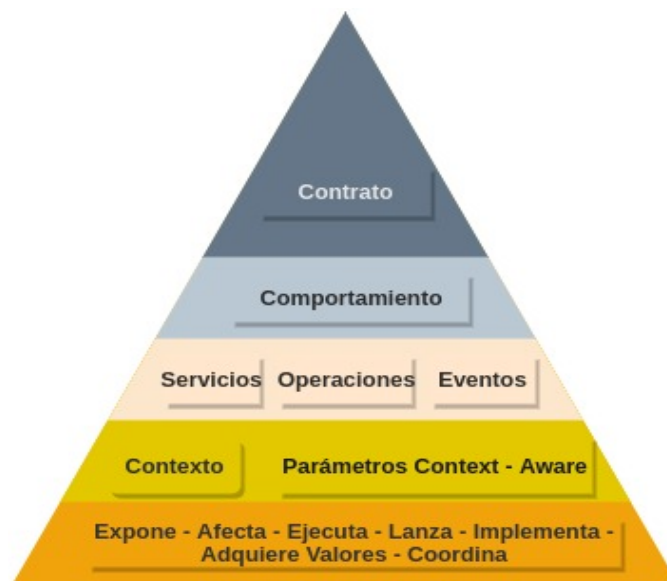 Contrato
Comportamiento
Servicios Operaciones Eventos
Contexto Parámetros Context - Aware
Expone - Afecta - Ejecuta - Lanza - Implementa -
Adquiere Valores - Coordina